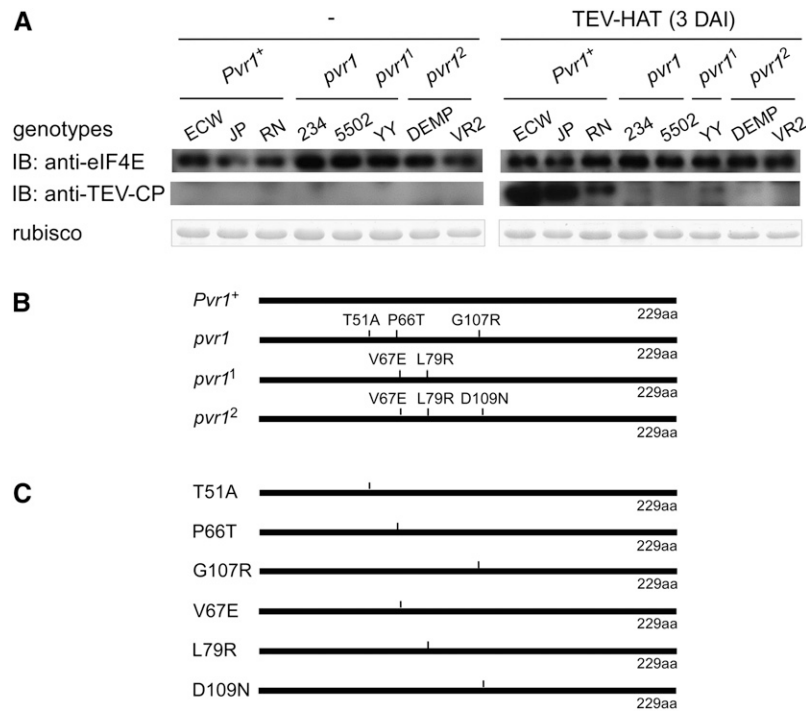 A
- TEV-HAT (3 DAI)
Pvr1+ pvr1 pvr1¹ pvr1² Pvr1+ pvr1 pvr1¹ pvr1²
genotypes ECW JP RN 234 5502 YY DEMP VR2 ECW JP RN 234 5502 YY DEMP VR2
IB: anti-eIF4E
IB: anti-TEV-CP
rubisco
B
Pvr1+
229aa
T51A P66T G107R
pvr1
229aa
V67E L79R
pvr1¹
229aa
V67E L79R D109N
pvr1²
229aa
C
T51A
229aa
P66T
229aa
G107R
229aa
V67E
229aa
L79R
229aa
D109N
229aa